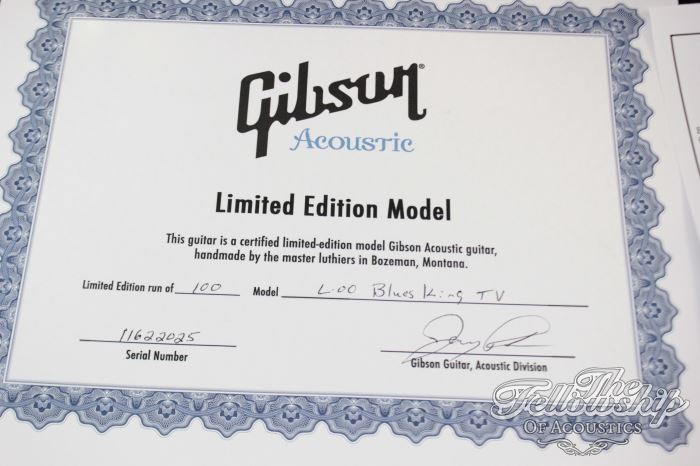 Gibson®
Acoustic
Limited Edition Model
This guitar is a certified limited-edition model Gibson Acoustic guitar,
handmade by the master luthiers in Bozeman, Montana.
Limited Edition run of 100 Model L-00 Blues King TV
11622025
Serial Number
Gibson Guitar, Acoustic Division
The
Fellowship
Of Acoustics